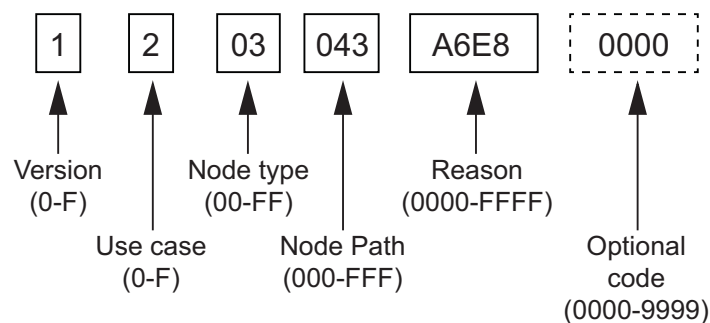 1 2 03 043 A6E8 0000
Version Node type Reason
(0-F) (00-FF) (0000-FFFF)
Use case Node Path Optional
(0-F) (000-FFF) code
(0000-9999)